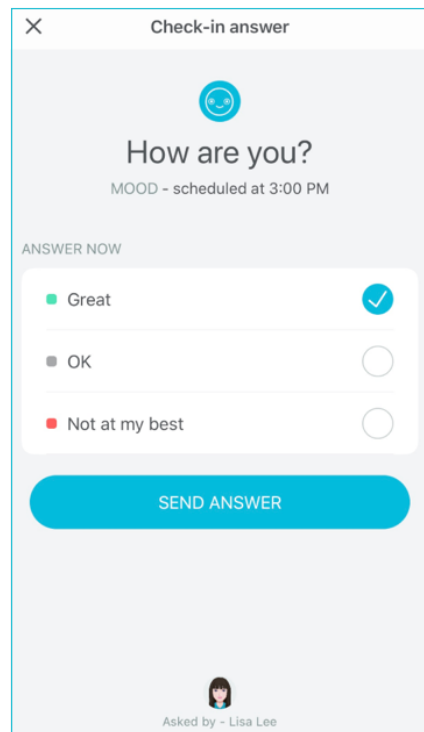 Check-in answer
How are you?
MOOD - scheduled at 3:00 PM
ANSWER NOW
Great
OK
Not at my best
SEND ANSWER
Asked by - Lisa Lee